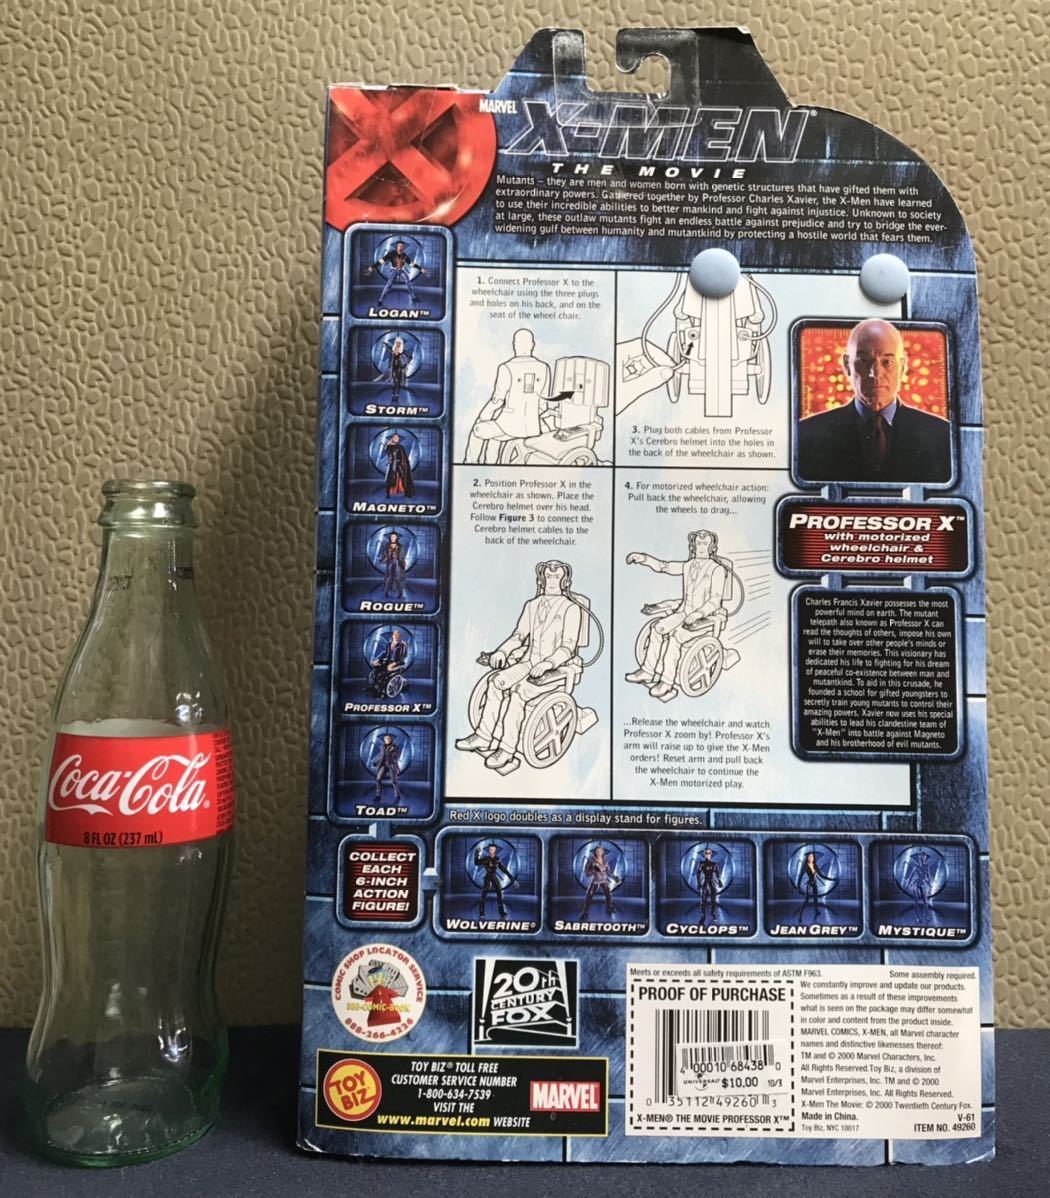 MARVEL
X-MEN®
THE MOVIE
Mutants – they are men and women born with genetic structures that have gifted them with
extraordinary powers. Gathered together by Professor Charles Xavier, the X-Men have learned
to use their incredible abilities to better mankind and fight against injustice. Unknown to society
at large, these outlaw mutants fight an endless battle against prejudice and try to bridge the ever-
widening gulf between humanity and mutantkind by protecting a hostile world that fears them.
LOGAN™
STORM™
MAGNETO™
ROGUE™
PROFESSOR X™
TOAD™
1. Connect Professor X to the
wheelchair using the three plugs
and holes on his back, and on the
seat of the wheel chair.
2. Position Professor X in the
wheelchair as shown. Place the
Cerebro helmet over his head.
Follow Figure 3 to connect the
Cerebro helmet cables to the
back of the wheelchair.
3. Plug both cables from Professor
X's Cerebro helmet into the holes in
the back of the wheelchair as shown.
4. For motorized wheelchair action:
Pull back the wheelchair, allowing
the wheels to drag...
...Release the wheelchair and watch
Professor X zoom by! Professor X's
arm will raise up to give the X-Men
orders! Reset arm and pull back
the wheelchair to continue the
X-Men motorized play.
PROFESSOR X™
with motorized
wheelchair &
Cerebro helmet
Charles Francis Xavier possesses the most
powerful mind on earth. The mutant
telepath also known as Professor X can
read the thoughts of others, impose his own
will to take over other people's minds or
erase their memories. This visionary has
dedicated his life to fighting for his dream
of peaceful co-existence between man and
mutantkind. To aid in this crusade, he
founded a school for gifted youngsters to
secretly train young mutants to control their
amazing powers. Xavier now uses his special
abilities to lead his clandestine team of
"X-Men" into battle against Magneto
and his brotherhood of evil mutants.
Red X logo doubles as a display stand for figures.
COLLECT
EACH
6-INCH
ACTION
FIGURE!
WOLVERINE®
SABRETOOTH™
CYCLOPS™
JEAN GREY™
MYSTIQUE™
Coca-Cola
8 FL OZ (237 mL)
COMIC SHOP LOCATOR SERVICE
888-COMIC-BOOK
888-266-4226
20th
CENTURY
FOX
TOY
BIZ
TOY BIZ® TOLL FREE
CUSTOMER SERVICE NUMBER
1-800-634-7539
VISIT THE
www.marvel.com WEBSITE
MARVEL
Meets or exceeds all safety requirements of ASTM F963.
PROOF OF PURCHASE
4 00010 68438 0
UNIVERSAL $10.00 10/3
0 35112 49260 3
X-MEN® THE MOVIE PROFESSOR X™
Some assembly required.
We constantly improve and update our products.
Sometimes as a result of these improvements
what is seen on the package may differ somewhat
in color and content from the product inside.
MARVEL COMICS, X-MEN, all Marvel character
names and distinctive likenesses thereof:
TM and © 2000 Marvel Characters, Inc.
All Rights Reserved.Toy Biz, a division of
Marvel Enterprises, Inc. TM and © 2000
Marvel Enterprises, Inc. All Rights Reserved.
X-Men The Movie: © 2000 Twentieth Century Fox.
Made in China. V-61
Toy Biz, NYC 10017 ITEM NO. 49260